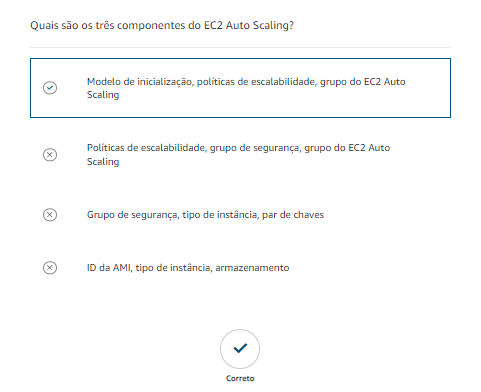 Quais são os três componentes do EC2 Auto Scaling?
Modelo de inicialização, políticas de escalabilidade, grupo do EC2 Auto
Scaling
Políticas de escalabilidade, grupo de segurança, grupo do EC2 Auto
Scaling
Grupo de segurança, tipo de instância, par de chaves
ID da AMI, tipo de instância, armazenamento
Correto